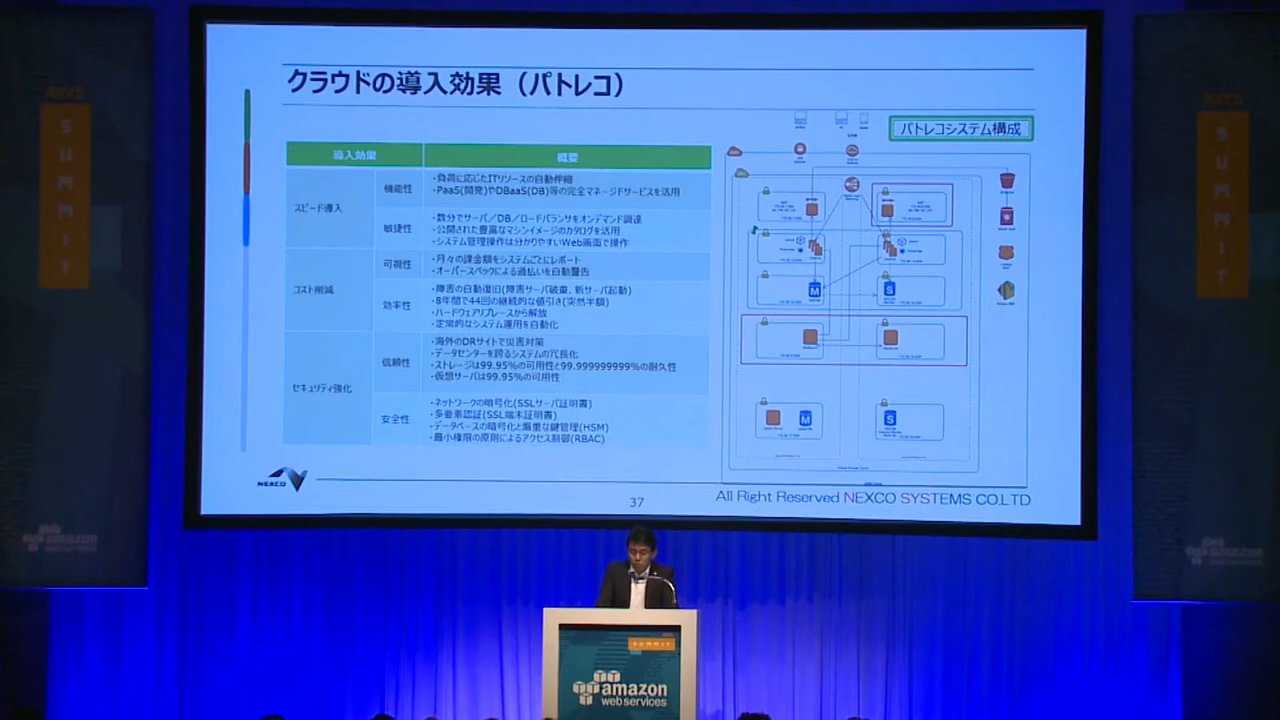 クラウドの導入効果（パトレコ）
パトレコシステム構成
導入効果 概要
スピード導入
機能性
・負荷に応じたITリソースの自動伸縮
・PaaS(開発)やDBaaS(DB)等の完全マネージドサービスを活用
敏捷性
・数分でサーバ／DB／ロードバランサをオンデマンド調達
・公開された豊富なマシンイメージのカタログを活用
・システム管理操作は分かりやすいWeb画面で操作
コスト削減
可視性
・月々の課金額をシステムごとにレポート
・オーバースペックによる過払いを自動警告
効率性
・障害の自動復旧(障害サーバ破棄、新サーバ起動)
・8年間で44回の継続的な値引き(突然半額)
・ハードウェアリプレースから解放
・定常的なシステム運用を自動化
セキュリティ強化
信頼性
・海外のDRサイトで災害対策
・データセンターを跨るシステムの冗長化
・ストレージは99.95%の可用性と99.999999999%の耐久性
・仮想サーバは99.95%の可用性
安全性
・ネットワークの暗号化(SSLサーバ証明書)
・多要素認証(SSL端末証明書)
・データベースの暗号化と厳重な鍵管理(HSM)
・最小権限の原則によるアクセス制御(RBAC)
NEXCO
37
All Right Reserved NEXCO SYSTEMS CO.LTD
SUMMIT
SUMMIT
amazon
webservices
amazon
webservices
SUMMIT
amazon
webservices